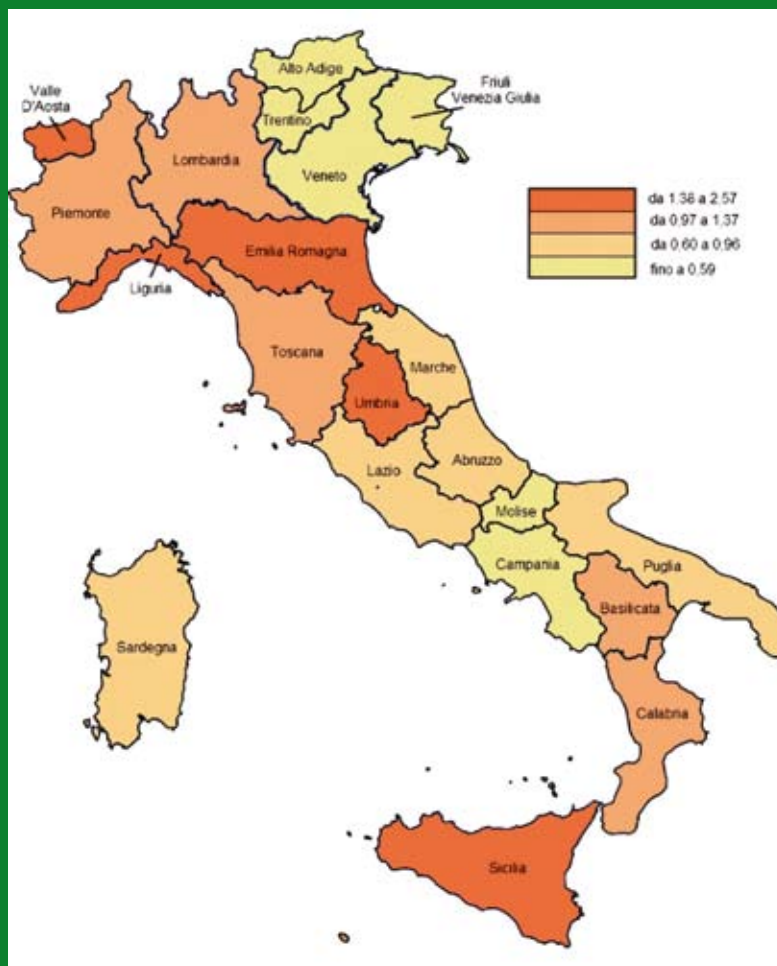 Alto Adige
Friuli
Venezia Giulia
Valle
D'Aosta
Trentino
Lombardia
Veneto
Piemonte
da 1.38 a 2.57
da 0.97 a 1.37
da 0.60 a 0.96
fino a 0.59
Emilia Romagna
Liguria
Toscana
Marche
Umbria
Lazio
Abruzzo
Molise
Campania
Puglia
Basilicata
Sardegna
Calabria
Sicilia